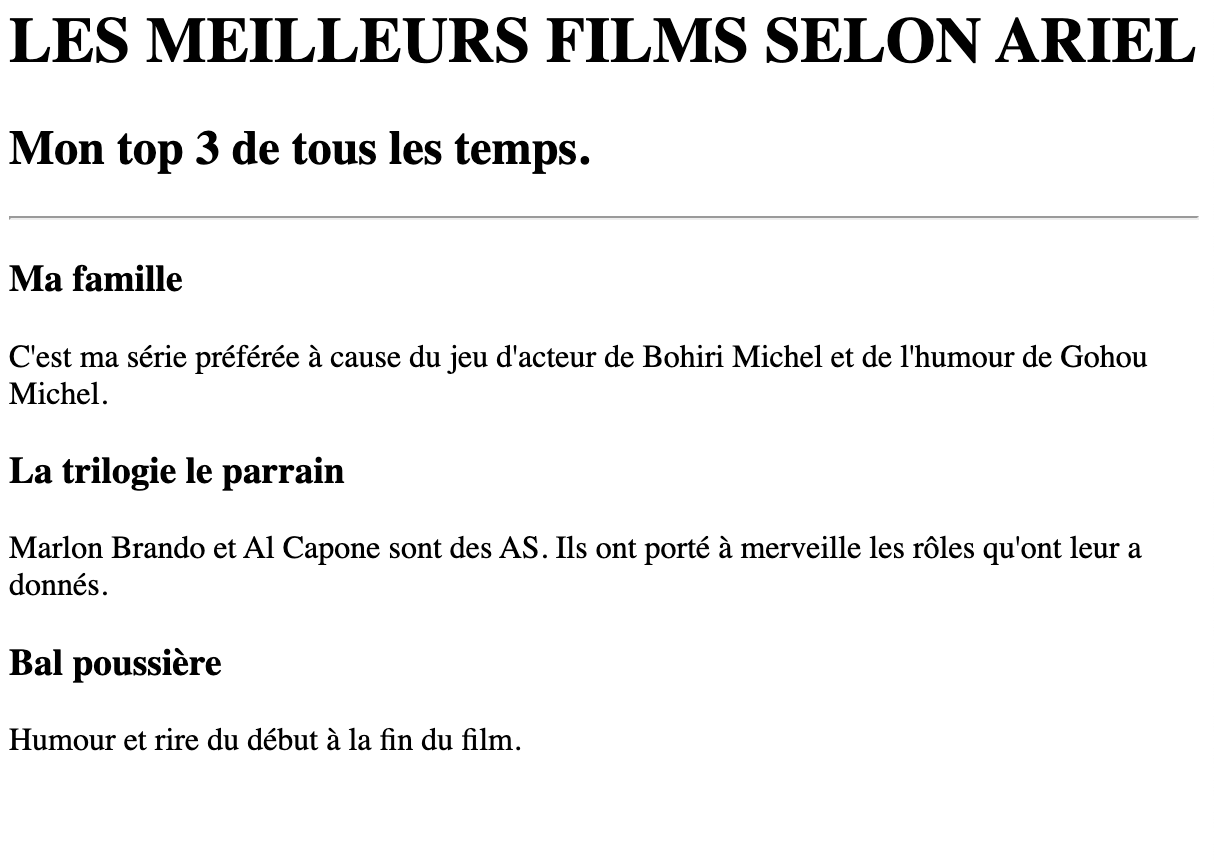 LES MEILLEURS FILMS SELON ARIEL
Mon top 3 de tous les temps.
Ma famille
C'est ma série préférée à cause du jeu d'acteur de Bohiri Michel et de l'humour de Gohou
Michel.
La trilogie le parrain
Marlon Brando et Al Capone sont des AS. Ils ont porté à merveille les rôles qu'ont leur a
donnés.
Bal poussière
Humour et rire du début à la fin du film.